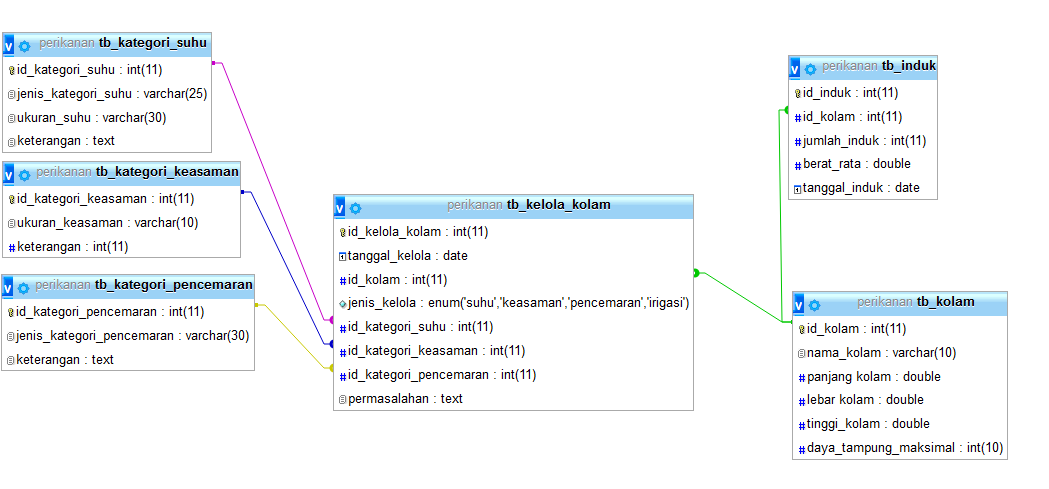 perikanan tb_kategori_suhu
id_kategori_suhu : int(11)
jenis_kategori_suhu : varchar(25)
ukuran_suhu : varchar(30)
keterangan : text
perikanan tb_kategori_keasaman
id_kategori_keasaman : int(11)
ukuran_keasaman : varchar(10)
# keterangan : int(11)
perikanan tb_kategori_pencemaran
id_kategori_pencemaran : int(11)
jenis_kategori_pencemaran : varchar(30)
keterangan : text
perikanan tb_kelola_kolam
id_kelola_kolam : int(11)
tanggal_kelola : date
# id_kolam : int(11)
jenis_kelola : enum('suhu','keasaman','pencemaran','irigasi')
# id_kategori_suhu : int(11)
# id_kategori_keasaman : int(11)
# id_kategori_pencemaran : int(11)
permasalahan : text
perikanan tb_induk
id_induk : int(11)
# id_kolam : int(11)
# jumlah_induk : int(11)
# berat_rata : double
tanggal_induk : date
perikanan tb_kolam
id_kolam : int(11)
nama_kolam : varchar(10)
# panjang kolam : double
# lebar kolam : double
# tinggi_kolam : double
# daya_tampung_maksimal : int(10)